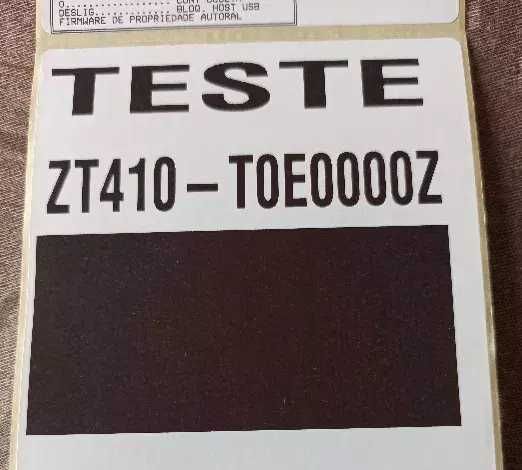 DESLIG................... BLOQ. HOST USB
FIRMWARE DE PROPRIEDADE AUTORAL
TESTE
ZT410-T0E0000Z